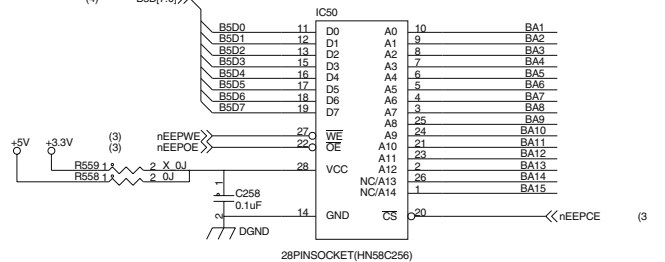 (4) B5D[7:0]
IC50
B5D0 11 D0 A0 10 BA1
B5D1 12 D1 A1 9 BA2
B5D2 13 D2 A2 8 BA3
B5D3 15 D3 A3 7 BA4
B5D4 16 D4 A4 6 BA5
B5D5 17 D5 A5 5 BA6
B5D6 18 D6 A6 4 BA7
B5D7 19 D7 A7 3 BA8
A8 25 BA9
(3) nEEPWE 27 WE A9 24 BA10
(3) nEEPOE 22 OE A10 21 BA11
A11 23 BA12
+5V +3.3V
R559 1 2 X_0J 28 VCC A12 2 BA13
R558 1 2 0J NC/A13 26 BA14
NC/A14 1 BA15
1 C258
0.1uF
2 14 GND CS 20 nEEPCE (3
DGND
28PINSOCKET(HN58C256)